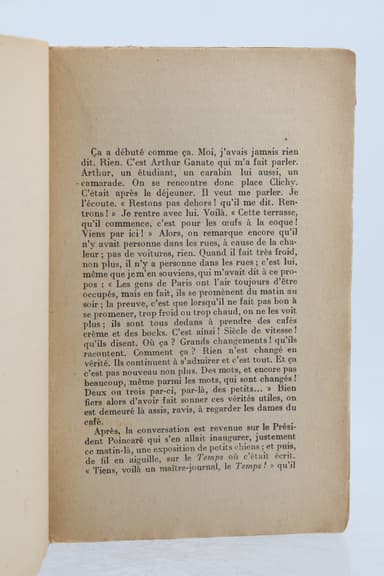 Ça a débuté comme ça. Moi, j'avais jamais rien
dit. Rien. C'est Arthur Ganate qui m'a fait parler.
Arthur, un étudiant, un carabin lui aussi, un
camarade. On se rencontre donc place Clichy.
C'était après le déjeuner. Il veut me parler. Je
l'écoute. « Restons pas dehors ! qu'il me dit. Ren-
trons ! » Je rentre avec lui. Voilà. « Cette terrasse,
qu'il commence, c'est pour les œufs à la coque !
Viens par ici ! » Alors, on remarque encore qu'il
n'y avait personne dans les rues, à cause de la cha-
leur ; pas de voitures, rien. Quand il fait très froid,
non plus, il n'y a personne dans les rues ; c'est lui,
même que je m'en souviens, qui m'avait dit à ce pro-
pos : « Les gens de Paris ont l'air toujours d'être
occupés, mais en fait, ils se promènent du matin au
soir ; la preuve, c'est que lorsqu'il ne fait pas bon à
se promener, trop froid ou trop chaud, on ne les voit
plus ; ils sont tous dedans à prendre des cafés
crème et des bocks. C'est ainsi ! Siècle de vitesse !
qu'ils disent. Où ça ? Grands changements ! qu'ils
racontent. Comment ça ? Rien n'est changé en
vérité. Ils continuent à s'admirer et c'est tout. Et ça
c'est pas nouveau non plus. Des mots, et encore pas
beaucoup, même parmi les mots, qui sont changés !
Deux ou trois par-ci, par-là, des petits... » Bien
fiers alors d'avoir fait sonner ces vérités utiles, on
est demeuré là assis, ravis, à regarder les dames du
café.
Après, la conversation est revenue sur le Prési-
dent Poincaré qui s'en allait inaugurer, justement
ce matin-là, une exposition de petits chiens ; et puis,
de fil en aiguille, sur le Temps où c'était écrit.
« Tiens, voilà un maître-journal, le Temps ! » qu'il